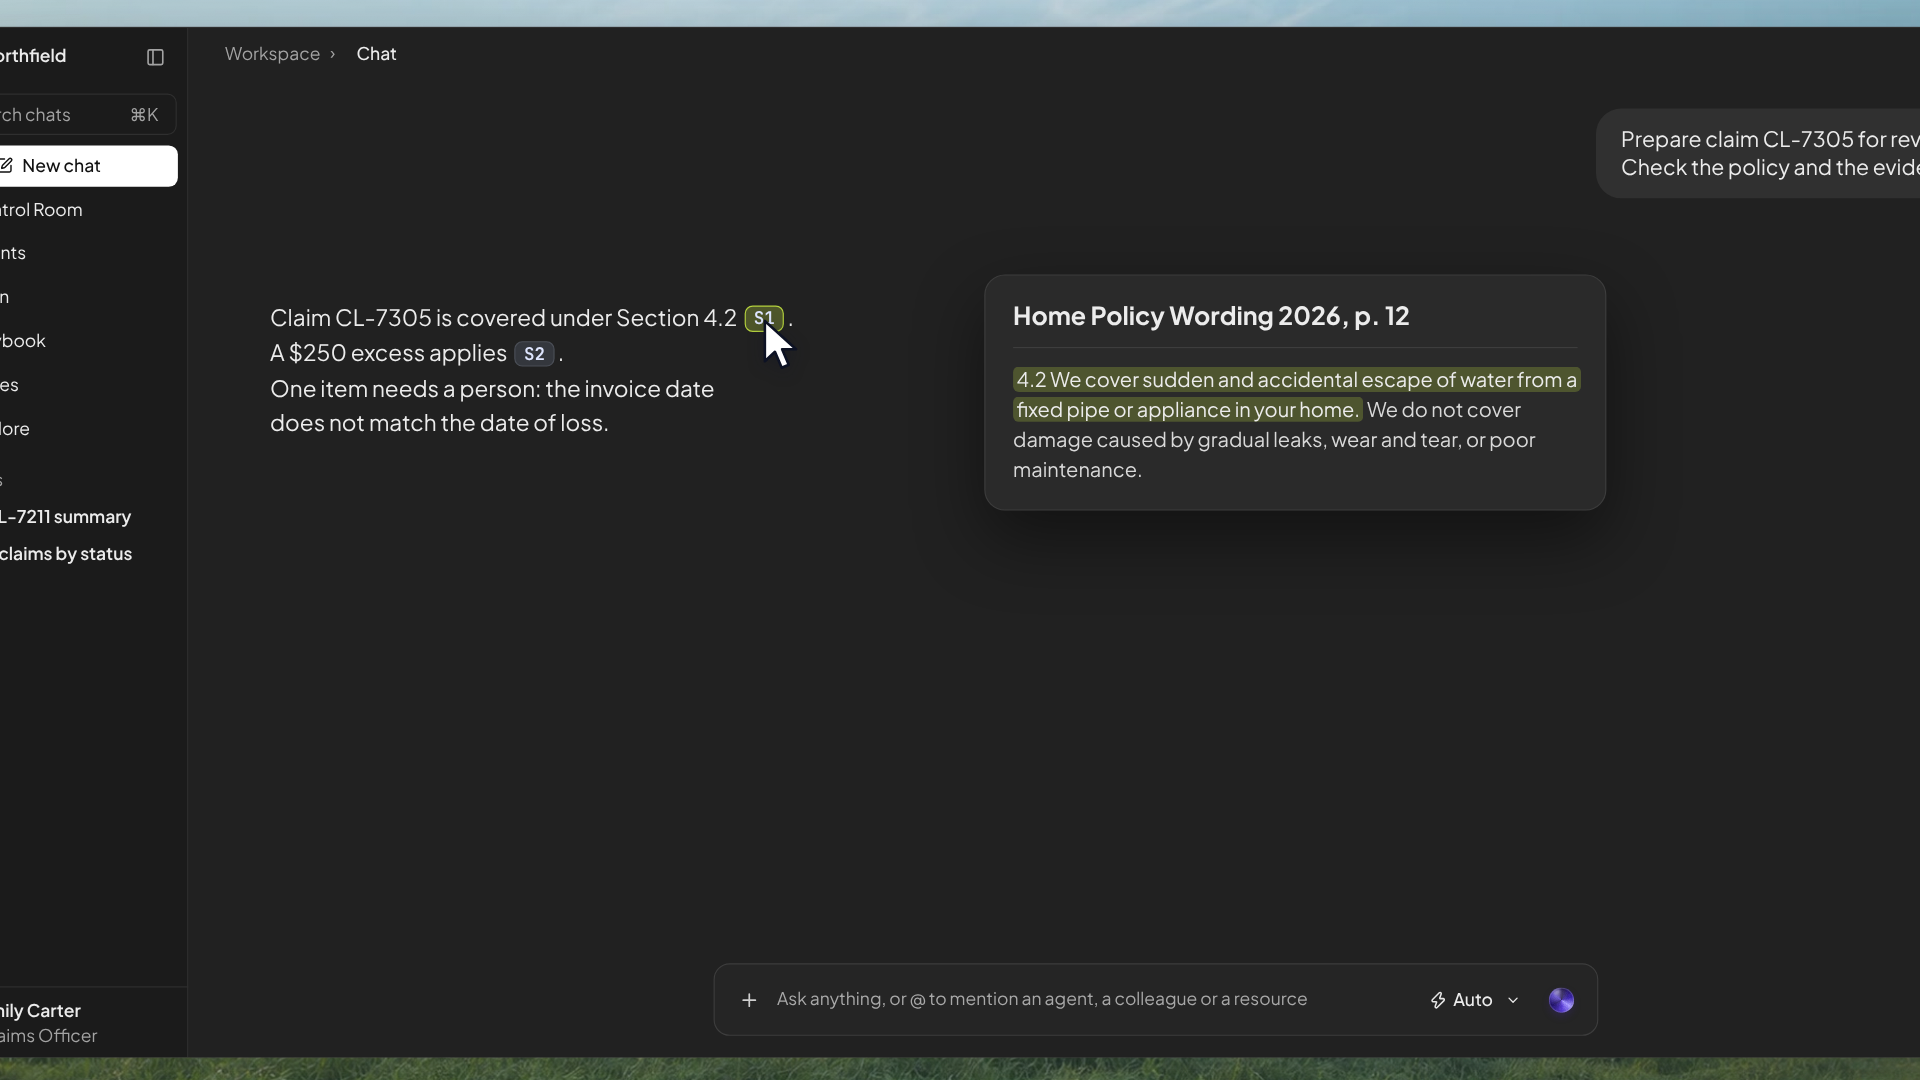 orthfield
rch chats ⌘K
New chat
trol Room
nts
n
book
es
lore
s
L-7211 summary
claims by status
nily Carter
aims Officer
Workspace › Chat
Prepare claim CL-7305 for rev
Check the policy and the evide
Claim CL-7305 is covered under Section 4.2 S1 .
A $250 excess applies S2 .
One item needs a person: the invoice date
does not match the date of loss.
Home Policy Wording 2026, p. 12
4.2 We cover sudden and accidental escape of water from a
fixed pipe or appliance in your home. We do not cover
damage caused by gradual leaks, wear and tear, or poor
maintenance.
Ask anything, or @ to mention an agent, a colleague or a resource
Auto